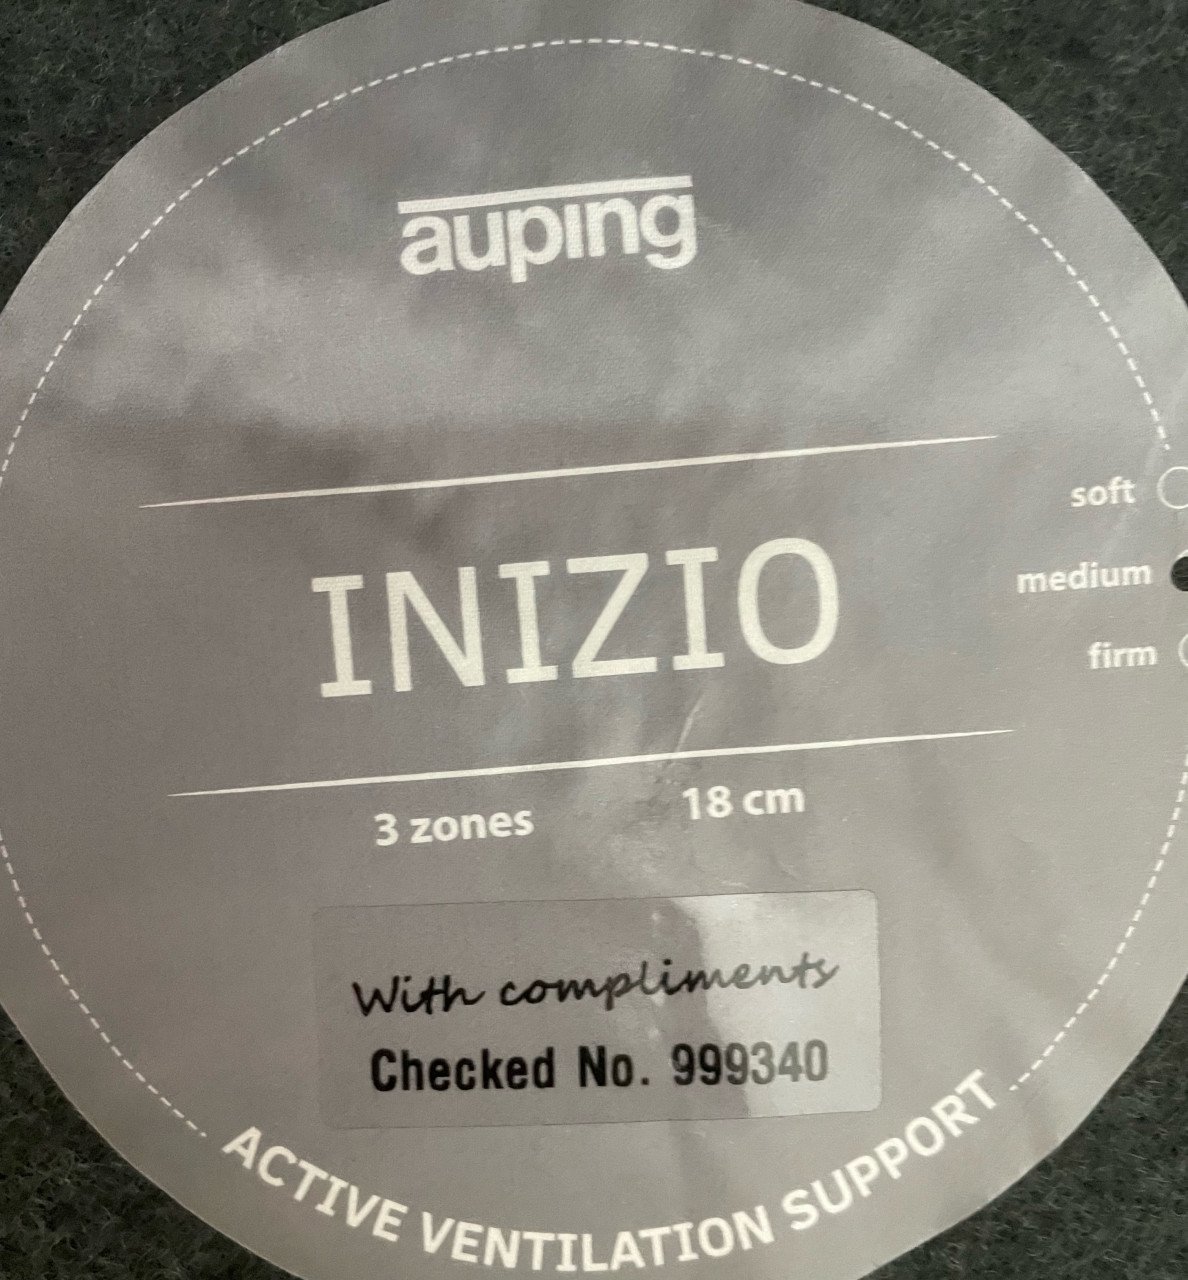 auping
soft
medium
INIZIO
firm
3 zones 18 cm
With compliments
Checked No. 999340
ACTIVE VENTILATION SUPPORT